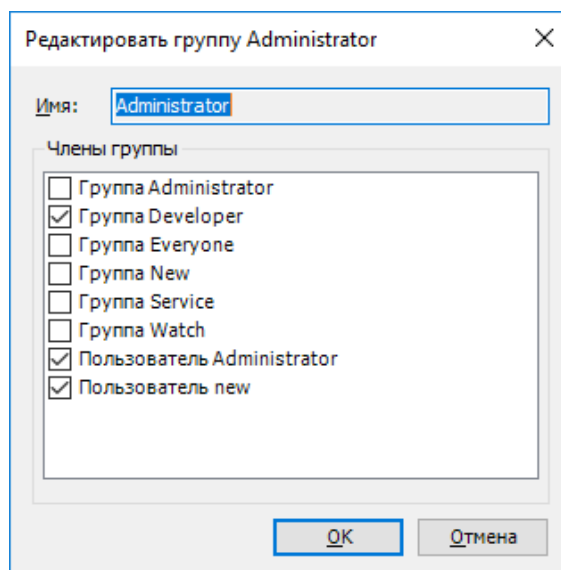 Редактировать группу Administrator
Имя: Administrator
Члены группы
Группа Administrator
Группа Developer
Группа Everyone
Группа New
Группа Service
Группа Watch
Пользователь Administrator
Пользователь new
OK Отмена